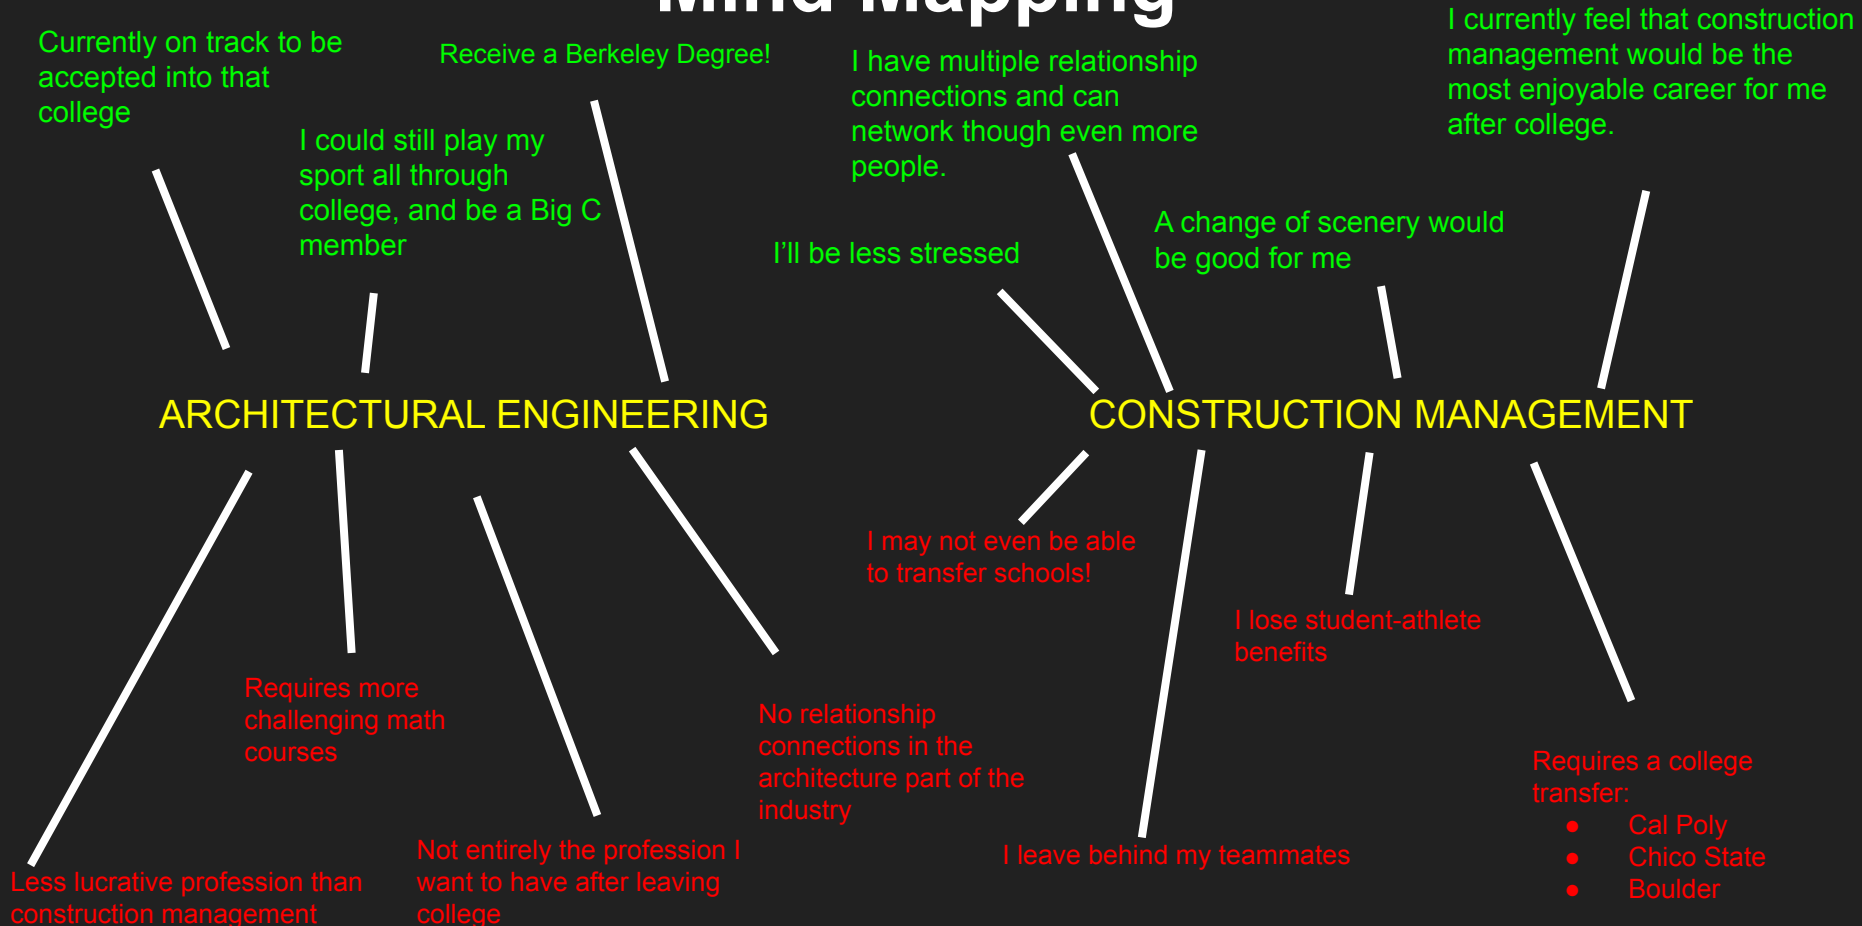 Mind Mapping
Currently on track to be
accepted into that
college
Receive a Berkeley Degree!
I could still play my
sport all through
college, and be a Big C
member
I have multiple relationship
connections and can
network though even more
people.
I currently feel that construction
management would be the
most enjoyable career for me
after college.
I'll be less stressed
A change of scenery would
be good for me
ARCHITECTURAL ENGINEERING
CONSTRUCTION MANAGEMENT
Less lucrative profession than
construction management
Requires more
challenging math
courses
Not entirely the profession I
want to have after leaving
college
No relationship
connections in the
architecture part of the
industry
I may not even be able
to transfer schools!
I leave behind my teammates
I lose student-athlete
benefits
Requires a college
transfer:
● Cal Poly
● Chico State
● Boulder